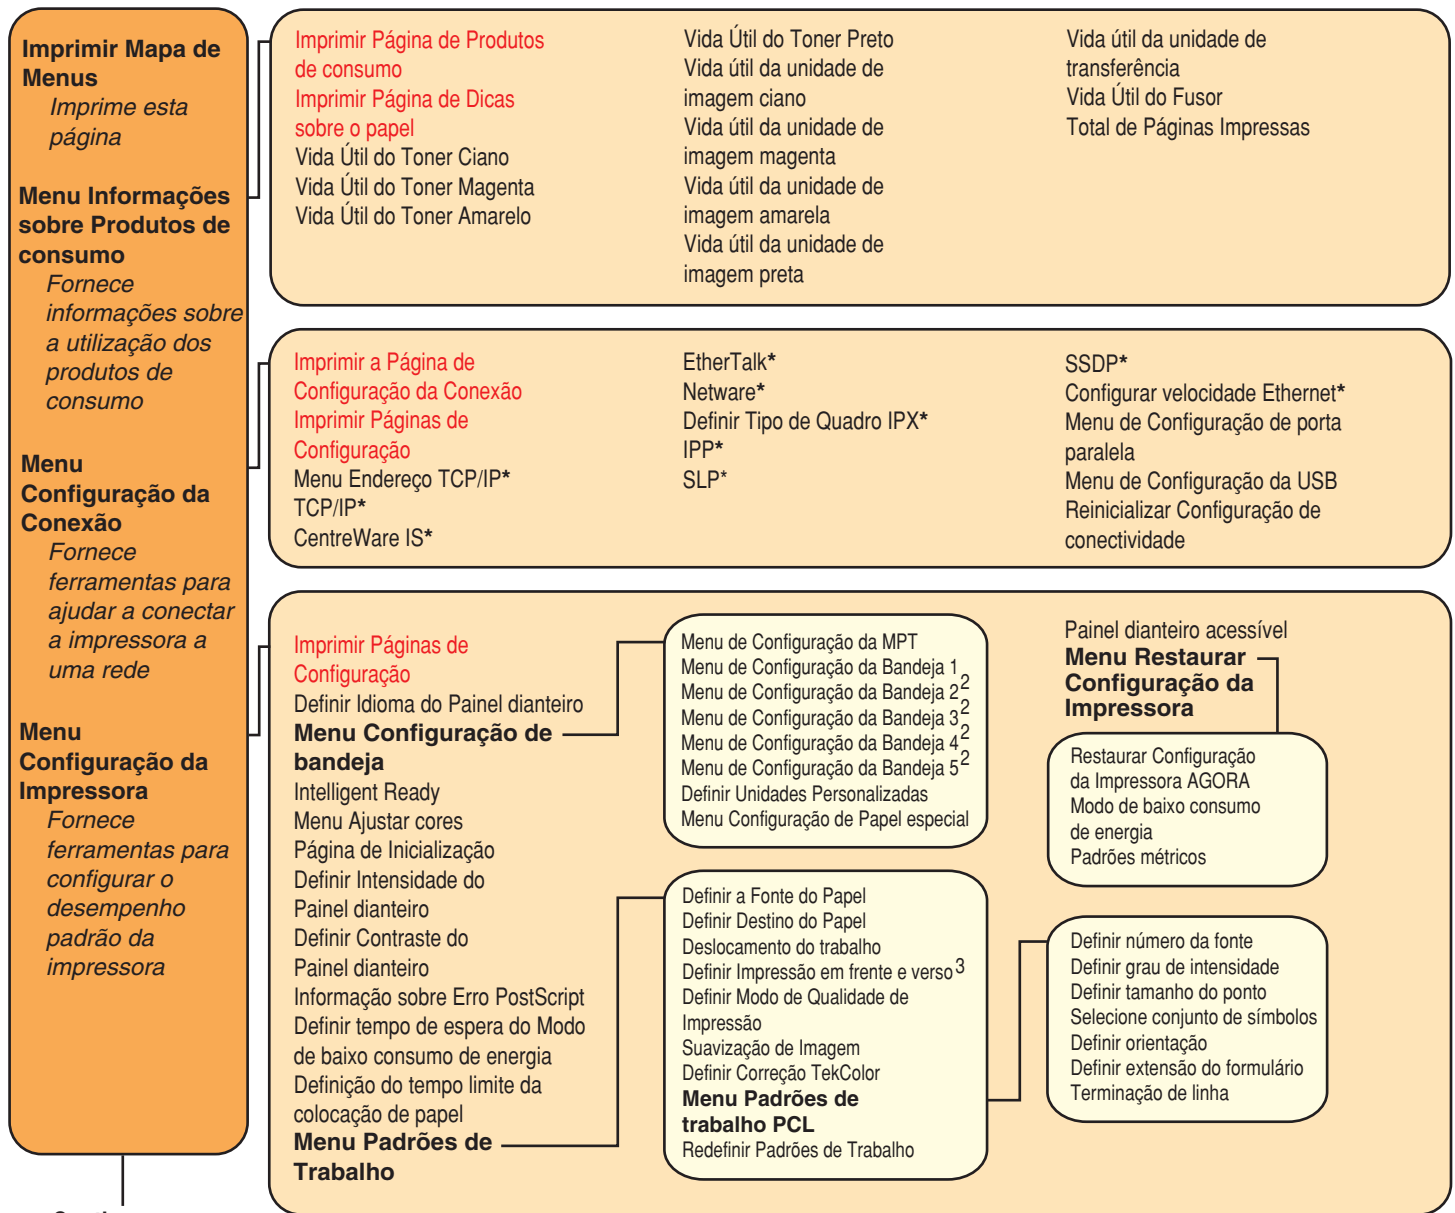 Imprimir Mapa de
Menus
Imprime esta
página
Menu Informações
sobre Produtos de
consumo
Fornece
informações sobre
a utilização dos
produtos de
consumo
Menu
Configuração da
Conexão
Fornece
ferramentas para
ajudar a conectar
a impressora a
uma rede
Menu
Configuração da
Impressora
Fornece
ferramentas para
configurar o
desempenho
padrão da
impressora
Imprimir Página de Produtos
de consumo
Imprimir Página de Dicas
sobre o papel
Vida Útil do Toner Ciano
Vida Útil do Toner Magenta
Vida Útil do Toner Amarelo
Vida Útil do Toner Preto
Vida útil da unidade de
imagem ciano
Vida útil da unidade de
imagem magenta
Vida útil da unidade de
imagem amarela
Vida útil da unidade de
imagem preta
Vida útil da unidade de
transferência
Vida Útil do Fusor
Total de Páginas Impressas
Imprimir a Página de
Configuração da Conexão
Imprimir Páginas de
Configuração
Menu Endereço TCP/IP*
TCP/IP*
CentreWare IS*
EtherTalk*
Netware*
Definir Tipo de Quadro IPX*
IPP*
SLP*
SSDP*
Configurar velocidade Ethernet*
Menu de Configuração de porta
paralela
Menu de Configuração da USB
Reinicializar Configuração de
conectividade
Imprimir Páginas de
Configuração
Definir Idioma do Painel dianteiro
Menu Configuração de
bandeja
Intelligent Ready
Menu Ajustar cores
Página de Inicialização
Definir Intensidade do
Painel dianteiro
Definir Contraste do
Painel dianteiro
Informação sobre Erro PostScript
Definir tempo de espera do Modo
de baixo consumo de energia
Definição do tempo limite da
colocação de papel
Menu Padrões de
Trabalho
Menu de Configuração da MPT
Menu de Configuração da Bandeja 1
Menu de Configuração da Bandeja 2 2
Menu de Configuração da Bandeja 3 2
Menu de Configuração da Bandeja 4 2
Menu de Configuração da Bandeja 5 2
Definir Unidades Personalizadas
Menu Configuração de Papel especial
Definir a Fonte do Papel
Definir Destino do Papel
Deslocamento do trabalho
Definir Impressão em frente e verso 3
Definir Modo de Qualidade de
Impressão
Suavização de Imagem
Definir Correção TekColor
Menu Padrões de
trabalho PCL
Redefinir Padrões de Trabalho
Painel dianteiro acessível
Menu Restaurar
Configuração da
Impressora
Restaurar Configuração
da Impressora AGORA
Modo de baixo consumo
de energia
Padrões métricos
Definir número da fonte
Definir grau de intensidade
Definir tamanho do ponto
Selecione conjunto de símbolos
Definir orientação
Definir extensão do formulário
Terminação de linha